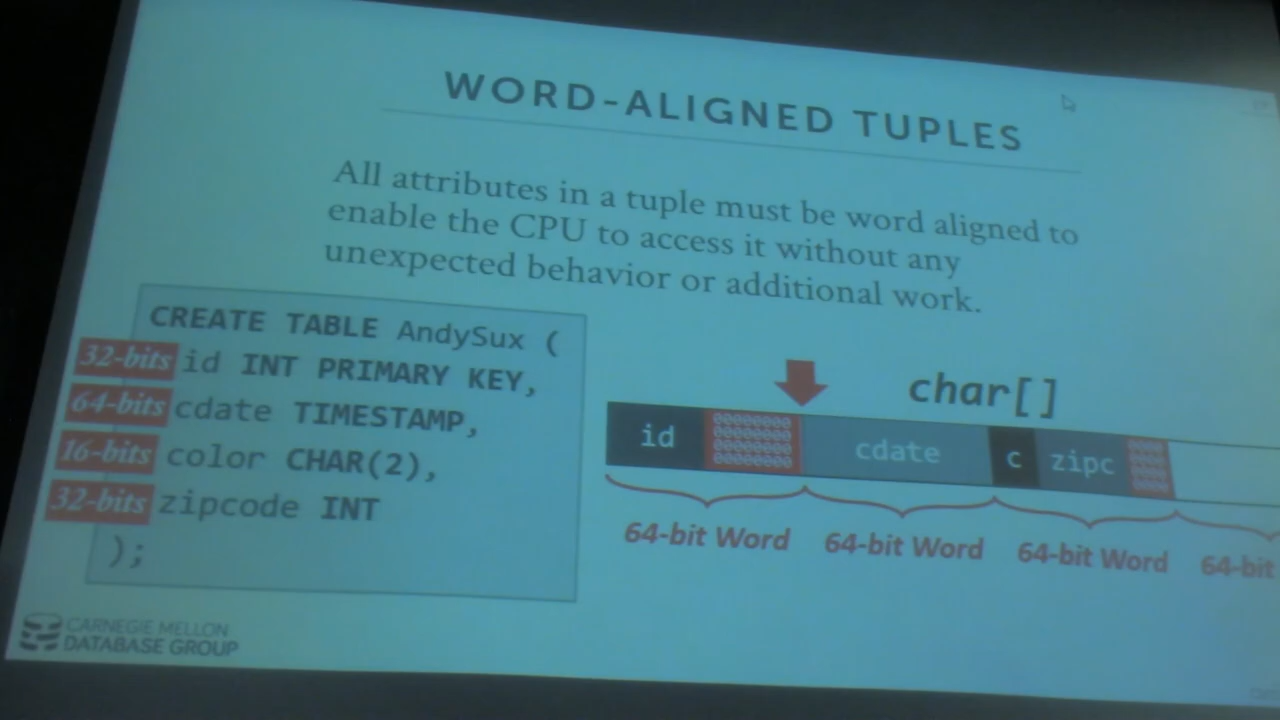 WORD-ALIGNED TUPLES
All attributes in a tuple must be word aligned to
enable the CPU to access it without any
unexpected behavior or additional work.
CREATE TABLE AndySux (
32-bits id INT PRIMARY KEY,
64-bits cdate TIMESTAMP,
16-bits color CHAR(2),
32-bits zipcode INT
);
char[]
id cdate c zipc
64-bit Word 64-bit Word 64-bit Word 64-bit
CARNEGIE MELLON
DATABASE GROUP